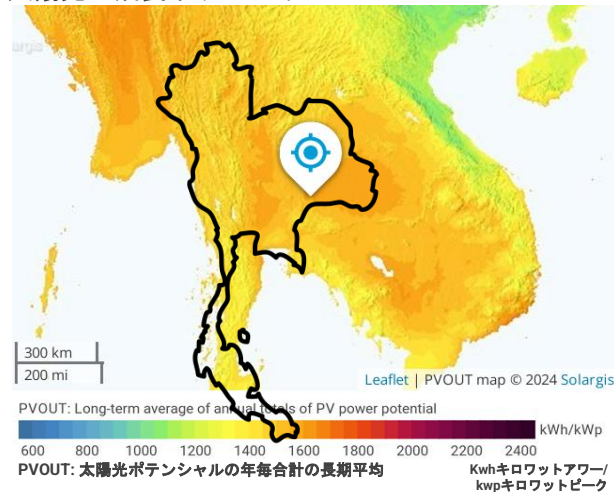 300 km
200 mi
Leaflet | PVOUT map © 2024 Solargis
PVOUT: Long-term average of annual totals of PV power potential
kWh/kWp
600 800 1000 1200 1400 1600 1800 2000 2200 2400
PVOUT: 太陽光ポテンシャルの年毎合計の長期平均
Kwhキロワットアワー/
kwpキロワットピーク